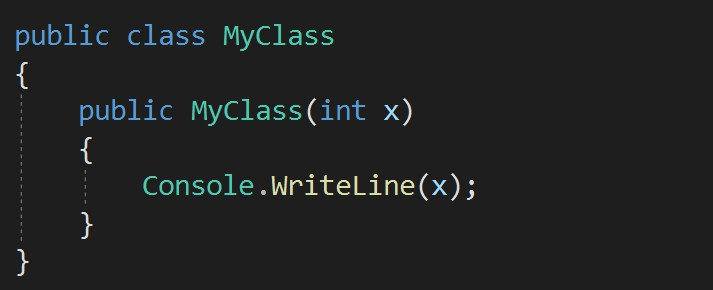 public class MyClass
{
    public MyClass(int x)
    {
        Console.WriteLine(x);
    }
}